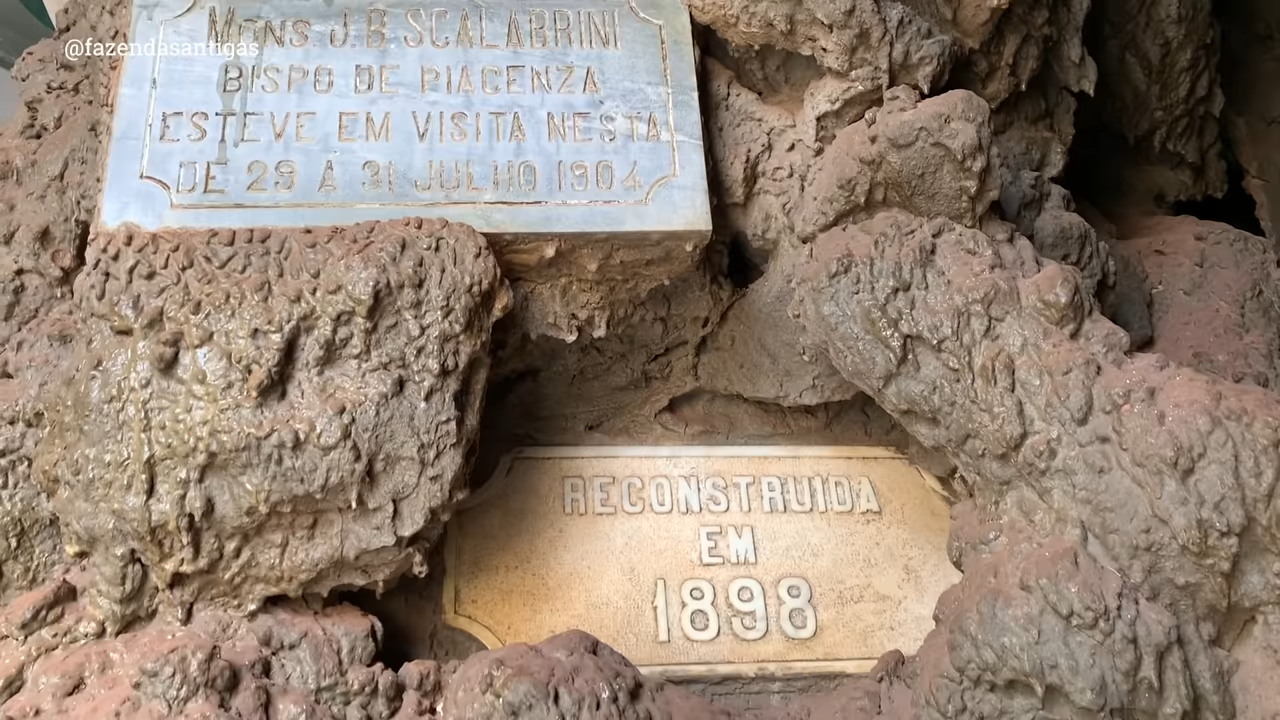 @fazendasantigas
MONS. J.B. SCALABRINI
BISPO DE PIACENZA
ESTEVE EM VISITA NESTA
DE 29 A 31 JULHO 1904
RECONSTRUIDA
EM
1898